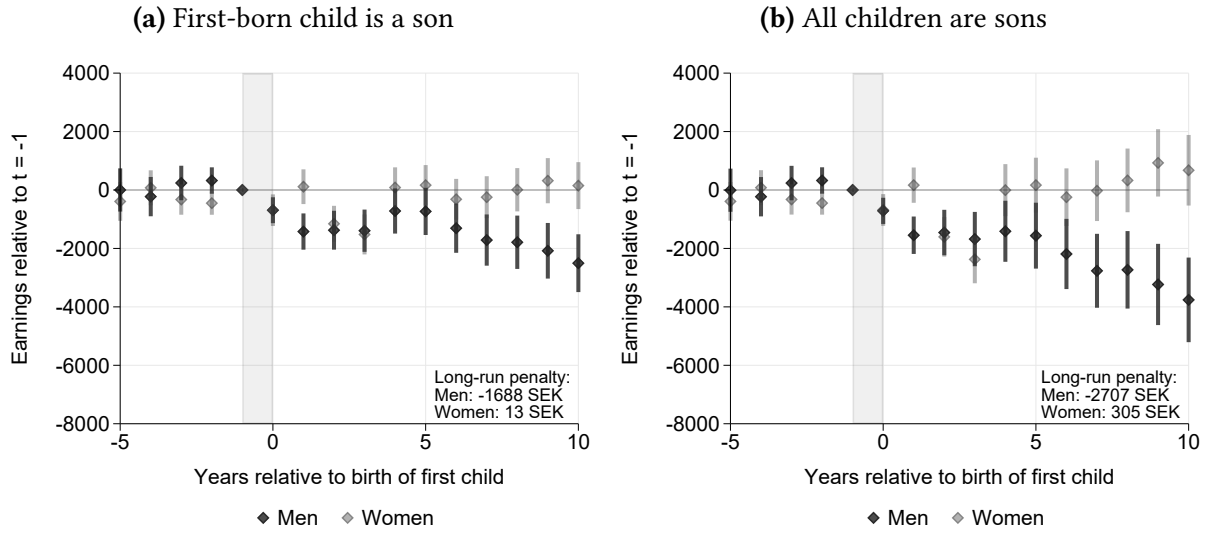 (a) First-born child is a son
4000
2000
0
-2000
-4000
-6000
-8000
Earnings relative to t = -1
Long-run penalty:
Men: -1688 SEK
Women: 13 SEK
-5
0
5
10
Years relative to birth of first child
Men
Women
(b) All children are sons
4000
2000
0
-2000
-4000
-6000
-8000
Earnings relative to t = -1
Long-run penalty:
Men: -2707 SEK
Women: 305 SEK
-5
0
5
10
Years relative to birth of first child
Men
Women